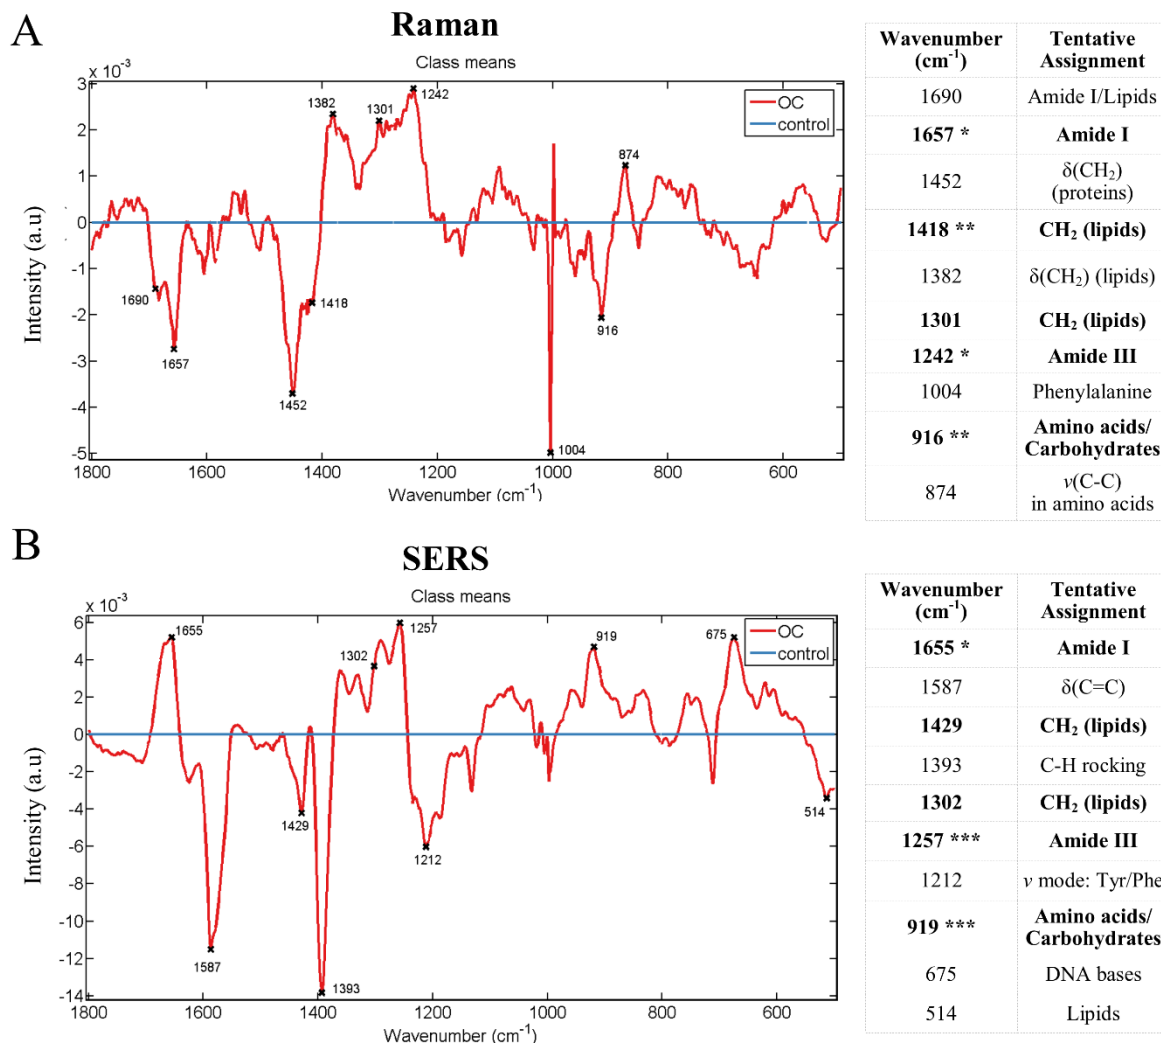 A
Raman
Class means
x 10⁻³
3
2
1
0
-1
-2
-3
-4
-5
Intensity (a.u)
1800
1600
1400
1200
1000
800
600
Wavenumber (cm⁻¹)
OC
control
1690
1657
1452
1418
1382
1301
1242
1004
916
874
Wavenumber (cm⁻¹)
Tentative Assignment
1690 Amide I/Lipids
1657 * Amide I
1452 δ(CH₂) (proteins)
1418 ** CH₂ (lipids)
1382 δ(CH₂) (lipids)
1301 CH₂ (lipids)
1242 * Amide III
1004 Phenylalanine
916 ** Amino acids/ Carbohydrates
874 ν(C-C) in amino acids
B
SERS
Class means
x 10⁻³
6
4
2
0
-2
-4
-6
-8
-10
-12
-14
Intensity (a.u)
1800
1600
1400
1200
1000
800
600
Wavenumber (cm⁻¹)
OC
control
1655
1587
1429
1393
1302
1257
1212
919
675
514
Wavenumber (cm⁻¹)
Tentative Assignment
1655 * Amide I
1587 δ(C=C)
1429 CH₂ (lipids)
1393 C-H rocking
1302 CH₂ (lipids)
1257 *** Amide III
1212 ν mode: Tyr/Phe
919 *** Amino acids/ Carbohydrates
675 DNA bases
514 Lipids